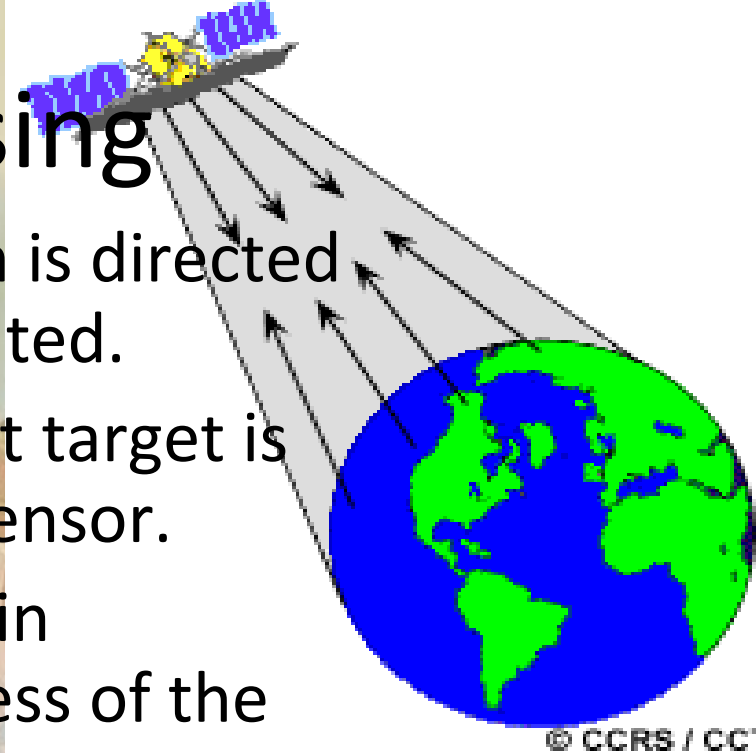 sing
n is directed
ted.
t target is
ensor.
in
ess of the
© CCRS / CC